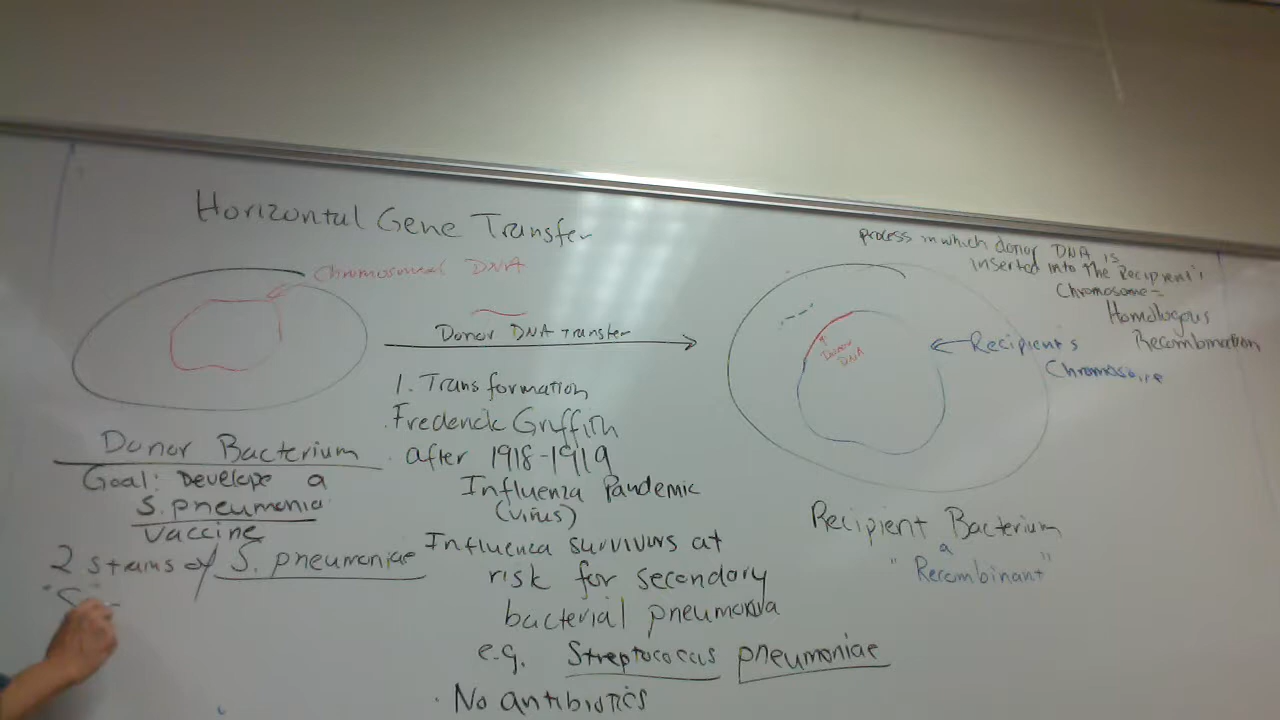 Horizontal Gene Transfer
Chromosomal DNA
Donor Bacterium
Goal: Develope a
S. pneumonia
vaccine
2 strains of S. pneumoniae
"S
Donor DNA transfer
1. Transformation
Frederick Griffith
after 1918-1919
Influenza Pandemic
(virus)
Influenza survivors at
risk for secondary
bacterial pneumonia
e.g. Streptococcus pneumoniae
· No antibiotics
process in which donor DNA is
inserted into the Recipient's
Chromosome =
Homologous
Recombination
Donor
DNA
Recipient's
Chromosome
Recipient Bacterium
a
"Recombinant"